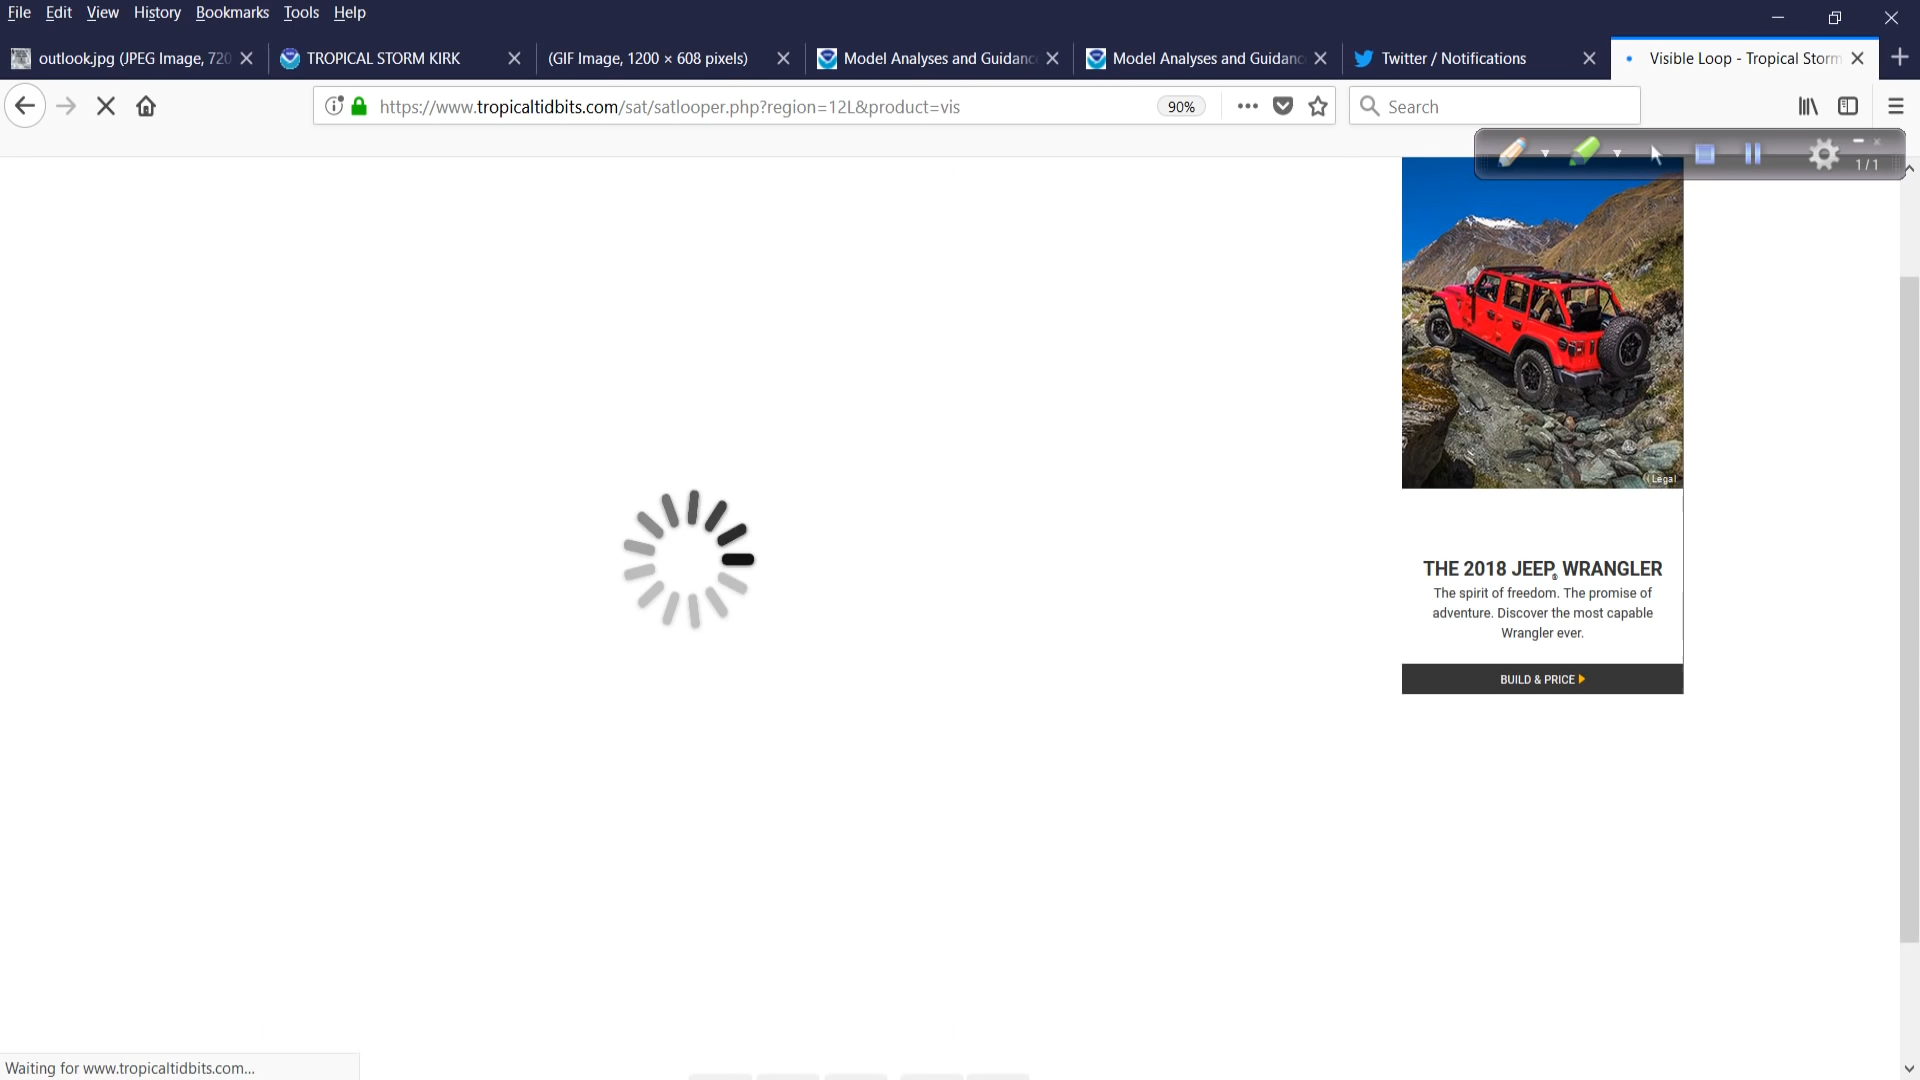 File Edit View History Bookmarks Tools Help
outlook.jpg (JPEG Image, 720
TROPICAL STORM KIRK
(GIF Image, 1200 × 608 pixels)
Model Analyses and Guidanc
Model Analyses and Guidanc
Twitter / Notifications
Visible Loop - Tropical Storm
https://www.tropicaltidbits.com/sat/satlooper.php?region=12L&product=vis
90%
Search
1 / 1
Legal
THE 2018 JEEP® WRANGLER
The spirit of freedom. The promise of
adventure. Discover the most capable
Wrangler ever.
BUILD & PRICE
Waiting for www.tropicaltidbits.com...